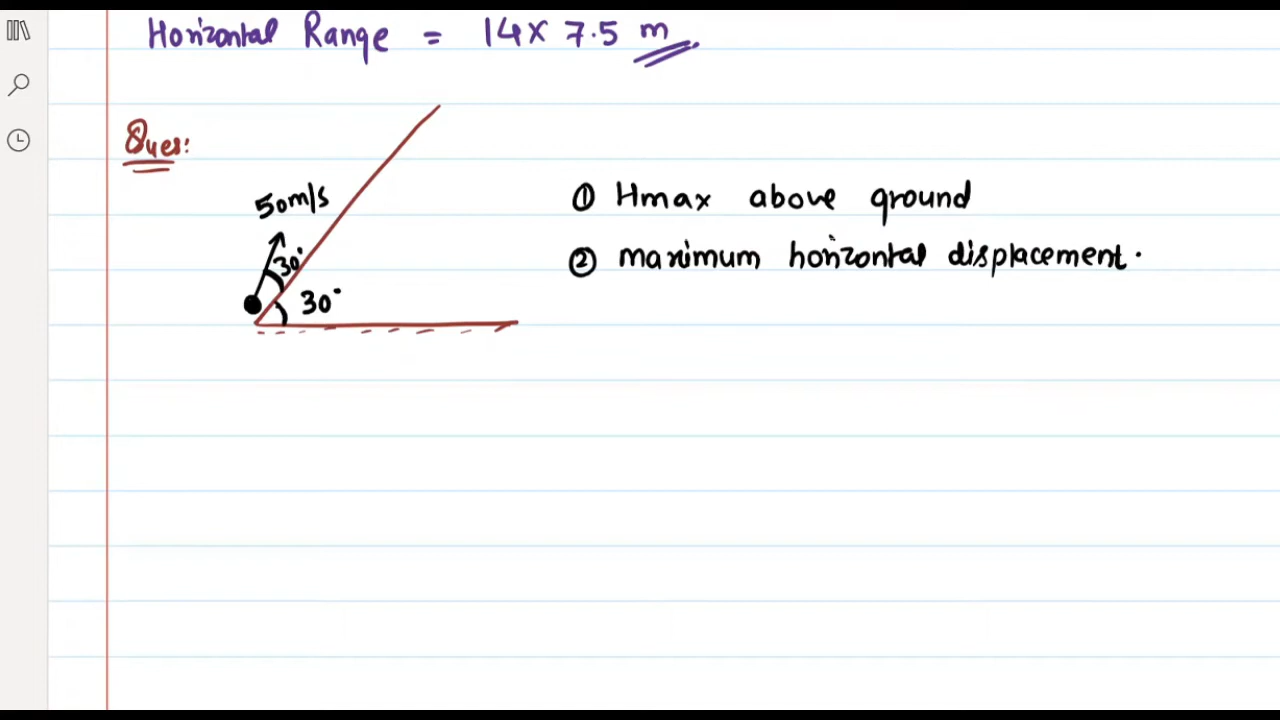 Horizontal Range = 14 x 7.5 m
Ques:
50m/s
30°
30°
① Hmax above ground
② maximum horizontal displacement.